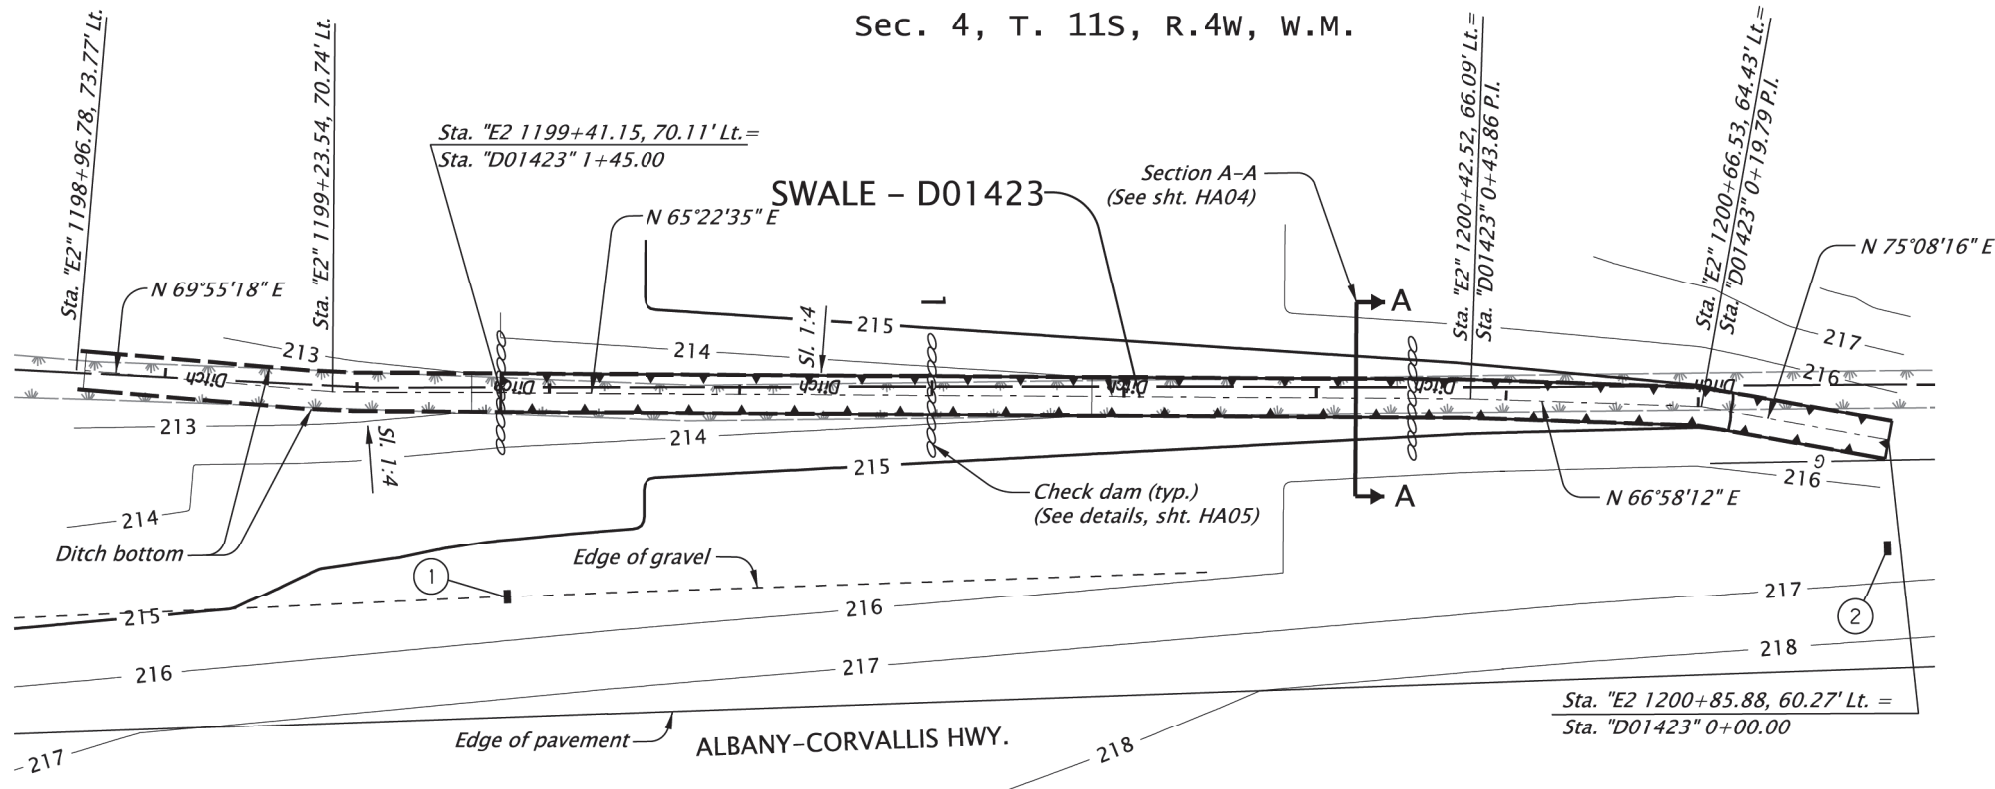 Sec. 4, T. 11S, R.4W, W.M.
Sta. "E2" 1198+96.78, 73.77' Lt.
Sta. "E2" 1199+23.54, 70.74' Lt.
Sta. "E2 1199+41.15, 70.11' Lt.=
Sta. "D01423" 1+45.00
SWALE - D01423
Section A-A
(See sht. HA04)
Sta. "E2" 1200+42.52, 66.09' Lt.=
Sta. "D01423" 0+43.86 P.I.
Sta. "E2" 1200+66.53, 64.43' Lt.=
Sta. "D01423" 0+19.79 P.I.
N 69°55'18" E
N 65°22'35" E
N 75°08'16" E
Sl. 1:4
1
A
215
213
214
217
216
Ditch
Ditch
Ditch
Ditch
Ditch
Ditch
213
Sl. 1:4
214
215
G
216
A
N 66°58'12" E
Check dam (typ.)
(See details, sht. HA05)
214
Ditch bottom
Edge of gravel
1
2
215
216
217
216
217
218
Edge of pavement
ALBANY-CORVALLIS HWY.
217
218
Sta. "E2 1200+85.88, 60.27' Lt. =
Sta. "D01423" 0+00.00